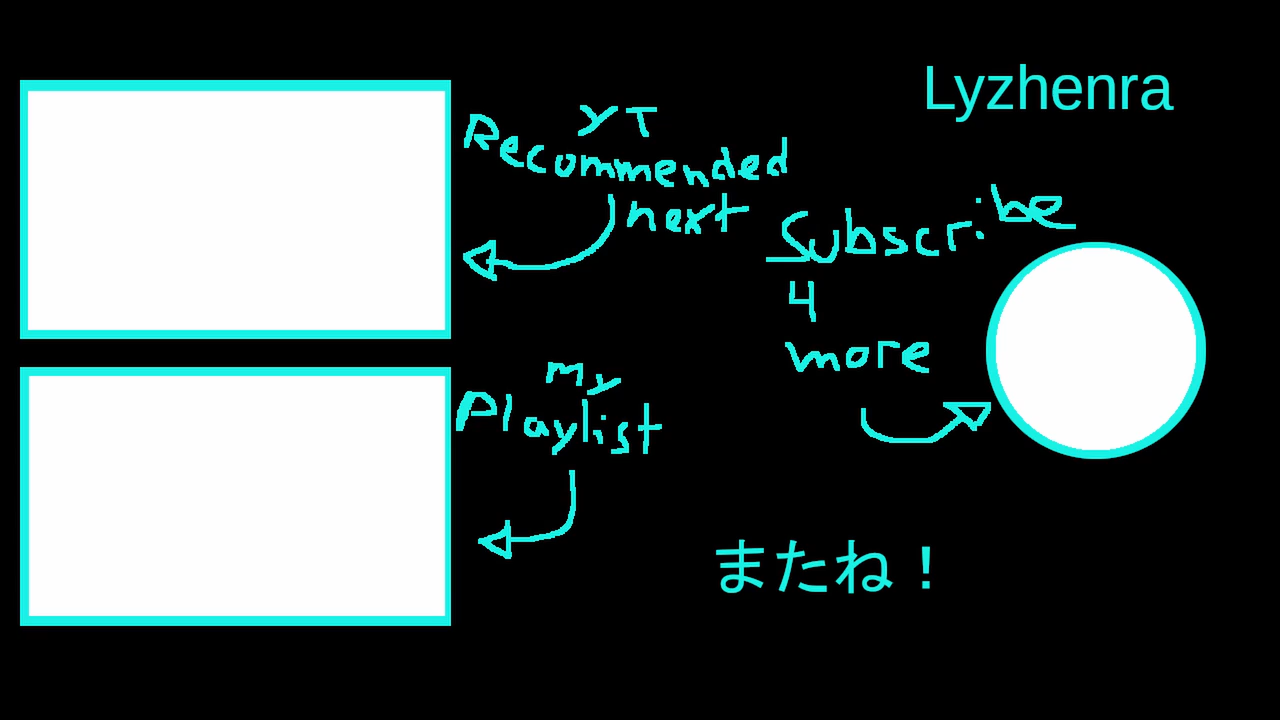 Lyzhenra
YT
Recommended
next
Subscribe
4
more
my
Playlist
またね！